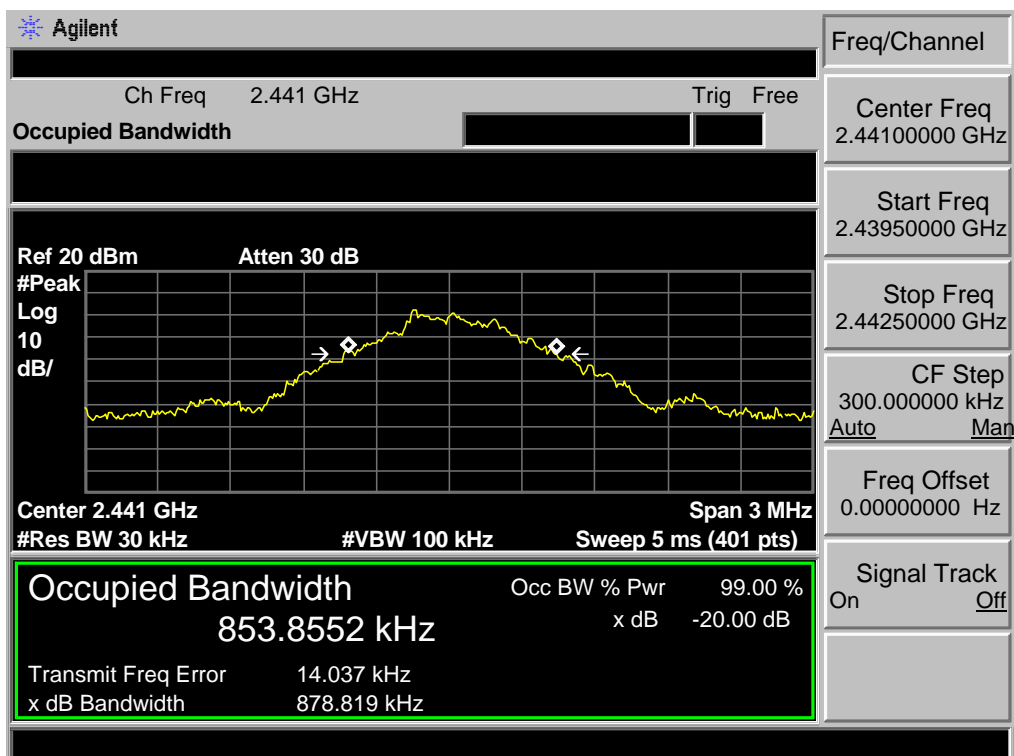 Agilent
Ch Freq 2.441 GHz Trig Free
Occupied Bandwidth
Ref 20 dBm Atten 30 dB
#Peak
Log
10
dB/
Center 2.441 GHz Span 3 MHz
#Res BW 30 kHz #VBW 100 kHz Sweep 5 ms (401 pts)
Occupied Bandwidth Occ BW % Pwr 99.00 %
853.8552 kHz x dB -20.00 dB
Transmit Freq Error 14.037 kHz
x dB Bandwidth 878.819 kHz
Freq/Channel
Center Freq
2.44100000 GHz
Start Freq
2.43950000 GHz
Stop Freq
2.44250000 GHz
CF Step
300.000000 kHz
Auto Man
Freq Offset
0.00000000 Hz
Signal Track
On Off